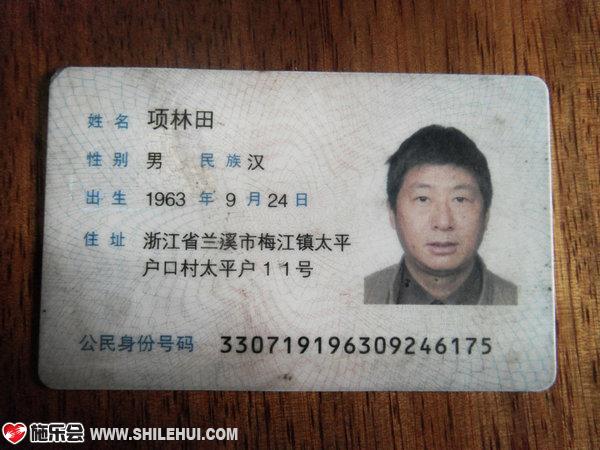 姓名 项林田
性别 男 民族 汉
出生 1963 年 9 月 24 日
住址 浙江省兰溪市梅江镇太平
户口村太平户11号
公民身份号码 330719196309246175
施乐会 WWW.SHILEHUI.COM